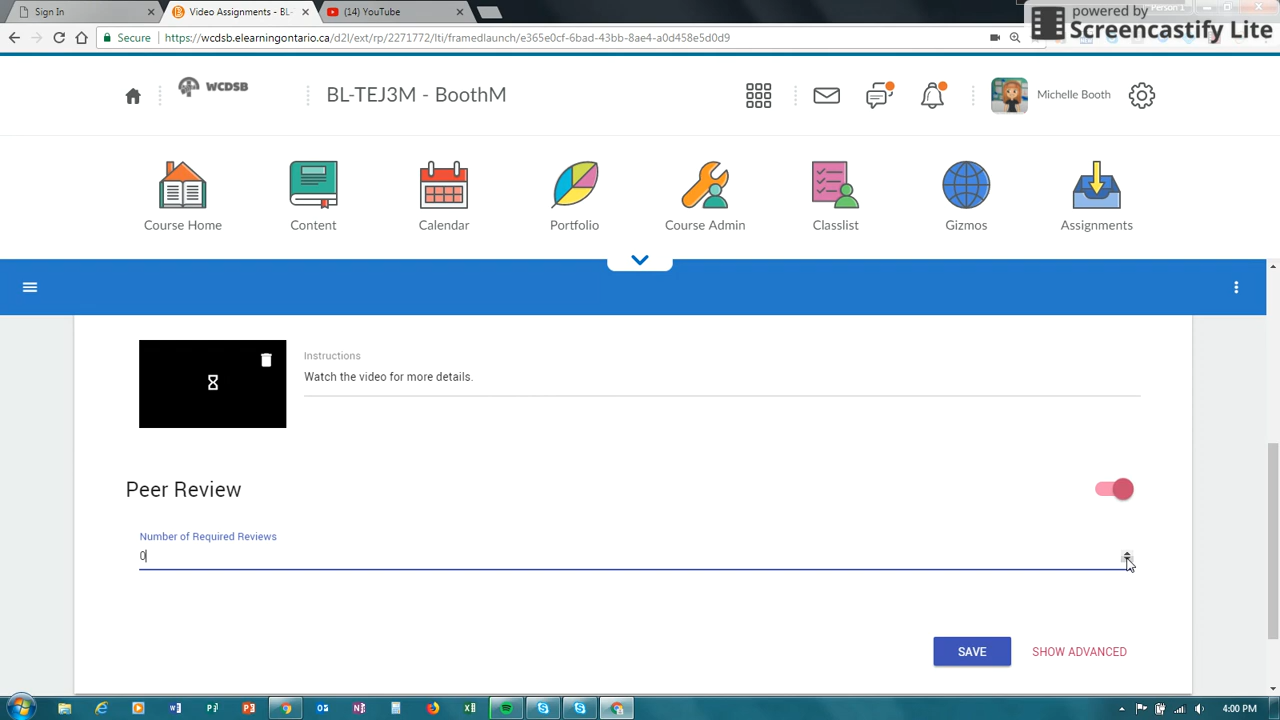 Sign In
Video Assignments - BL-
(14) YouTube
Person 1
powered by
Screencastify Lite
Secure
https://wcdsb.elearningontario.ca/d2l/ext/rp/2271772/lti/framedlaunch/e365e0cf-6bad-43bb-8ae4-a0d458e5d0d9
WCDSB
BL-TEJ3M - BoothM
Michelle Booth
Course Home
Content
Calendar
Portfolio
Course Admin
Classlist
Gizmos
Assignments
Instructions
Watch the video for more details.
Peer Review
Number of Required Reviews
0
SAVE
SHOW ADVANCED
4:00 PM